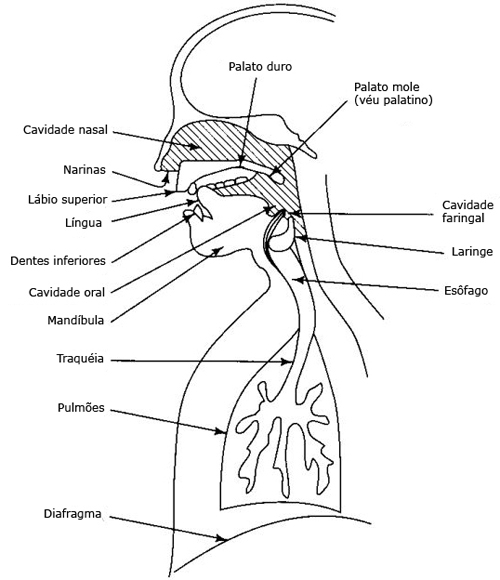 Palato duro
Palato mole
(véu palatino)
Cavidade nasal
Narinas
Lábio superior
Língua
Cavidade
faringal
Laringe
Dentes inferiores
Cavidade oral
Esôfago
Mandíbula
Traquéia
Pulmões
Diafragma